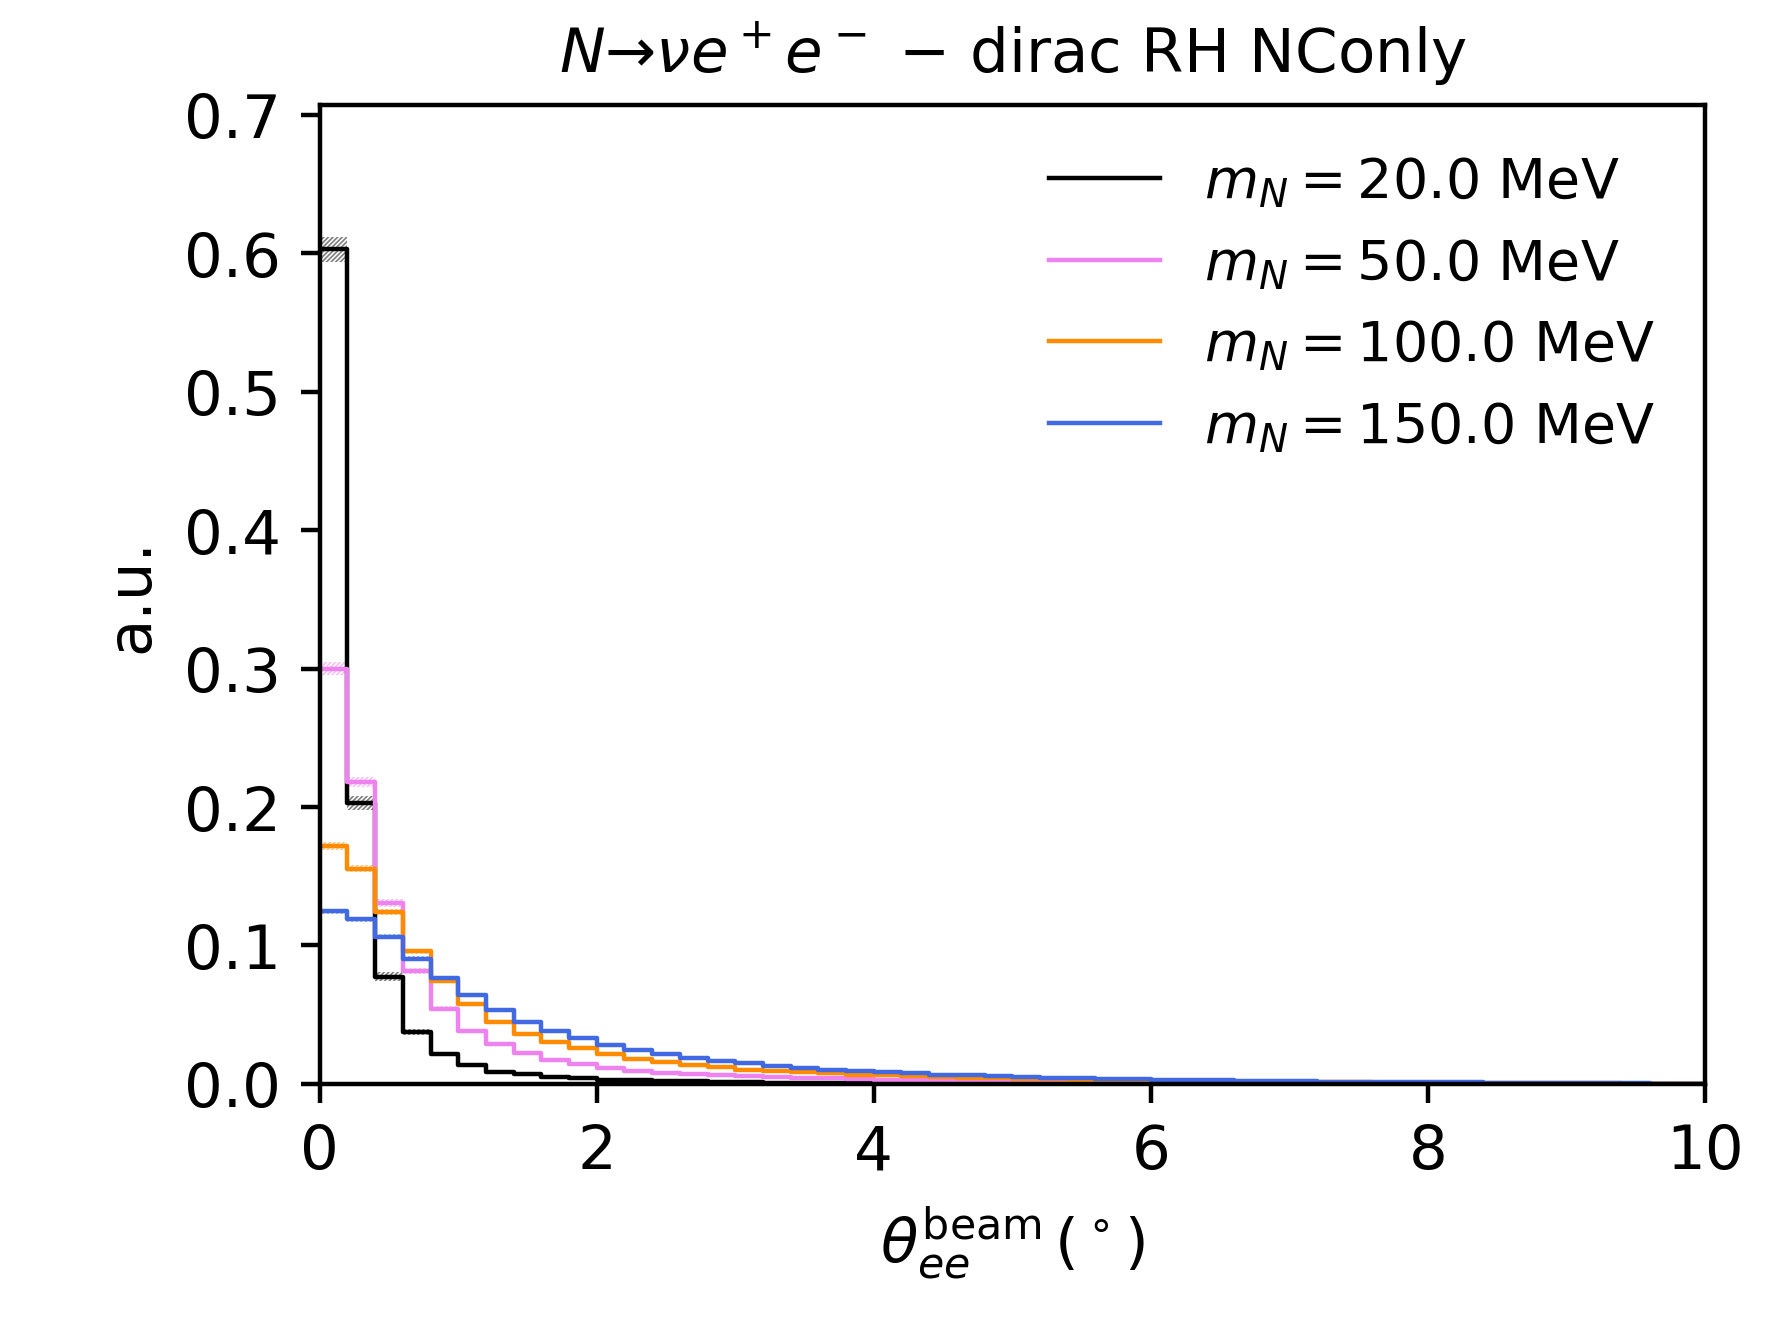 N→νe⁺e⁻ − dirac RH NConly
0.7
0.6
0.5
0.4
0.3
0.2
0.1
0.0
a.u.
m_N = 20.0 MeV
m_N = 50.0 MeV
m_N = 100.0 MeV
m_N = 150.0 MeV
0 2 4 6 8 10
θ_ee^beam (°)